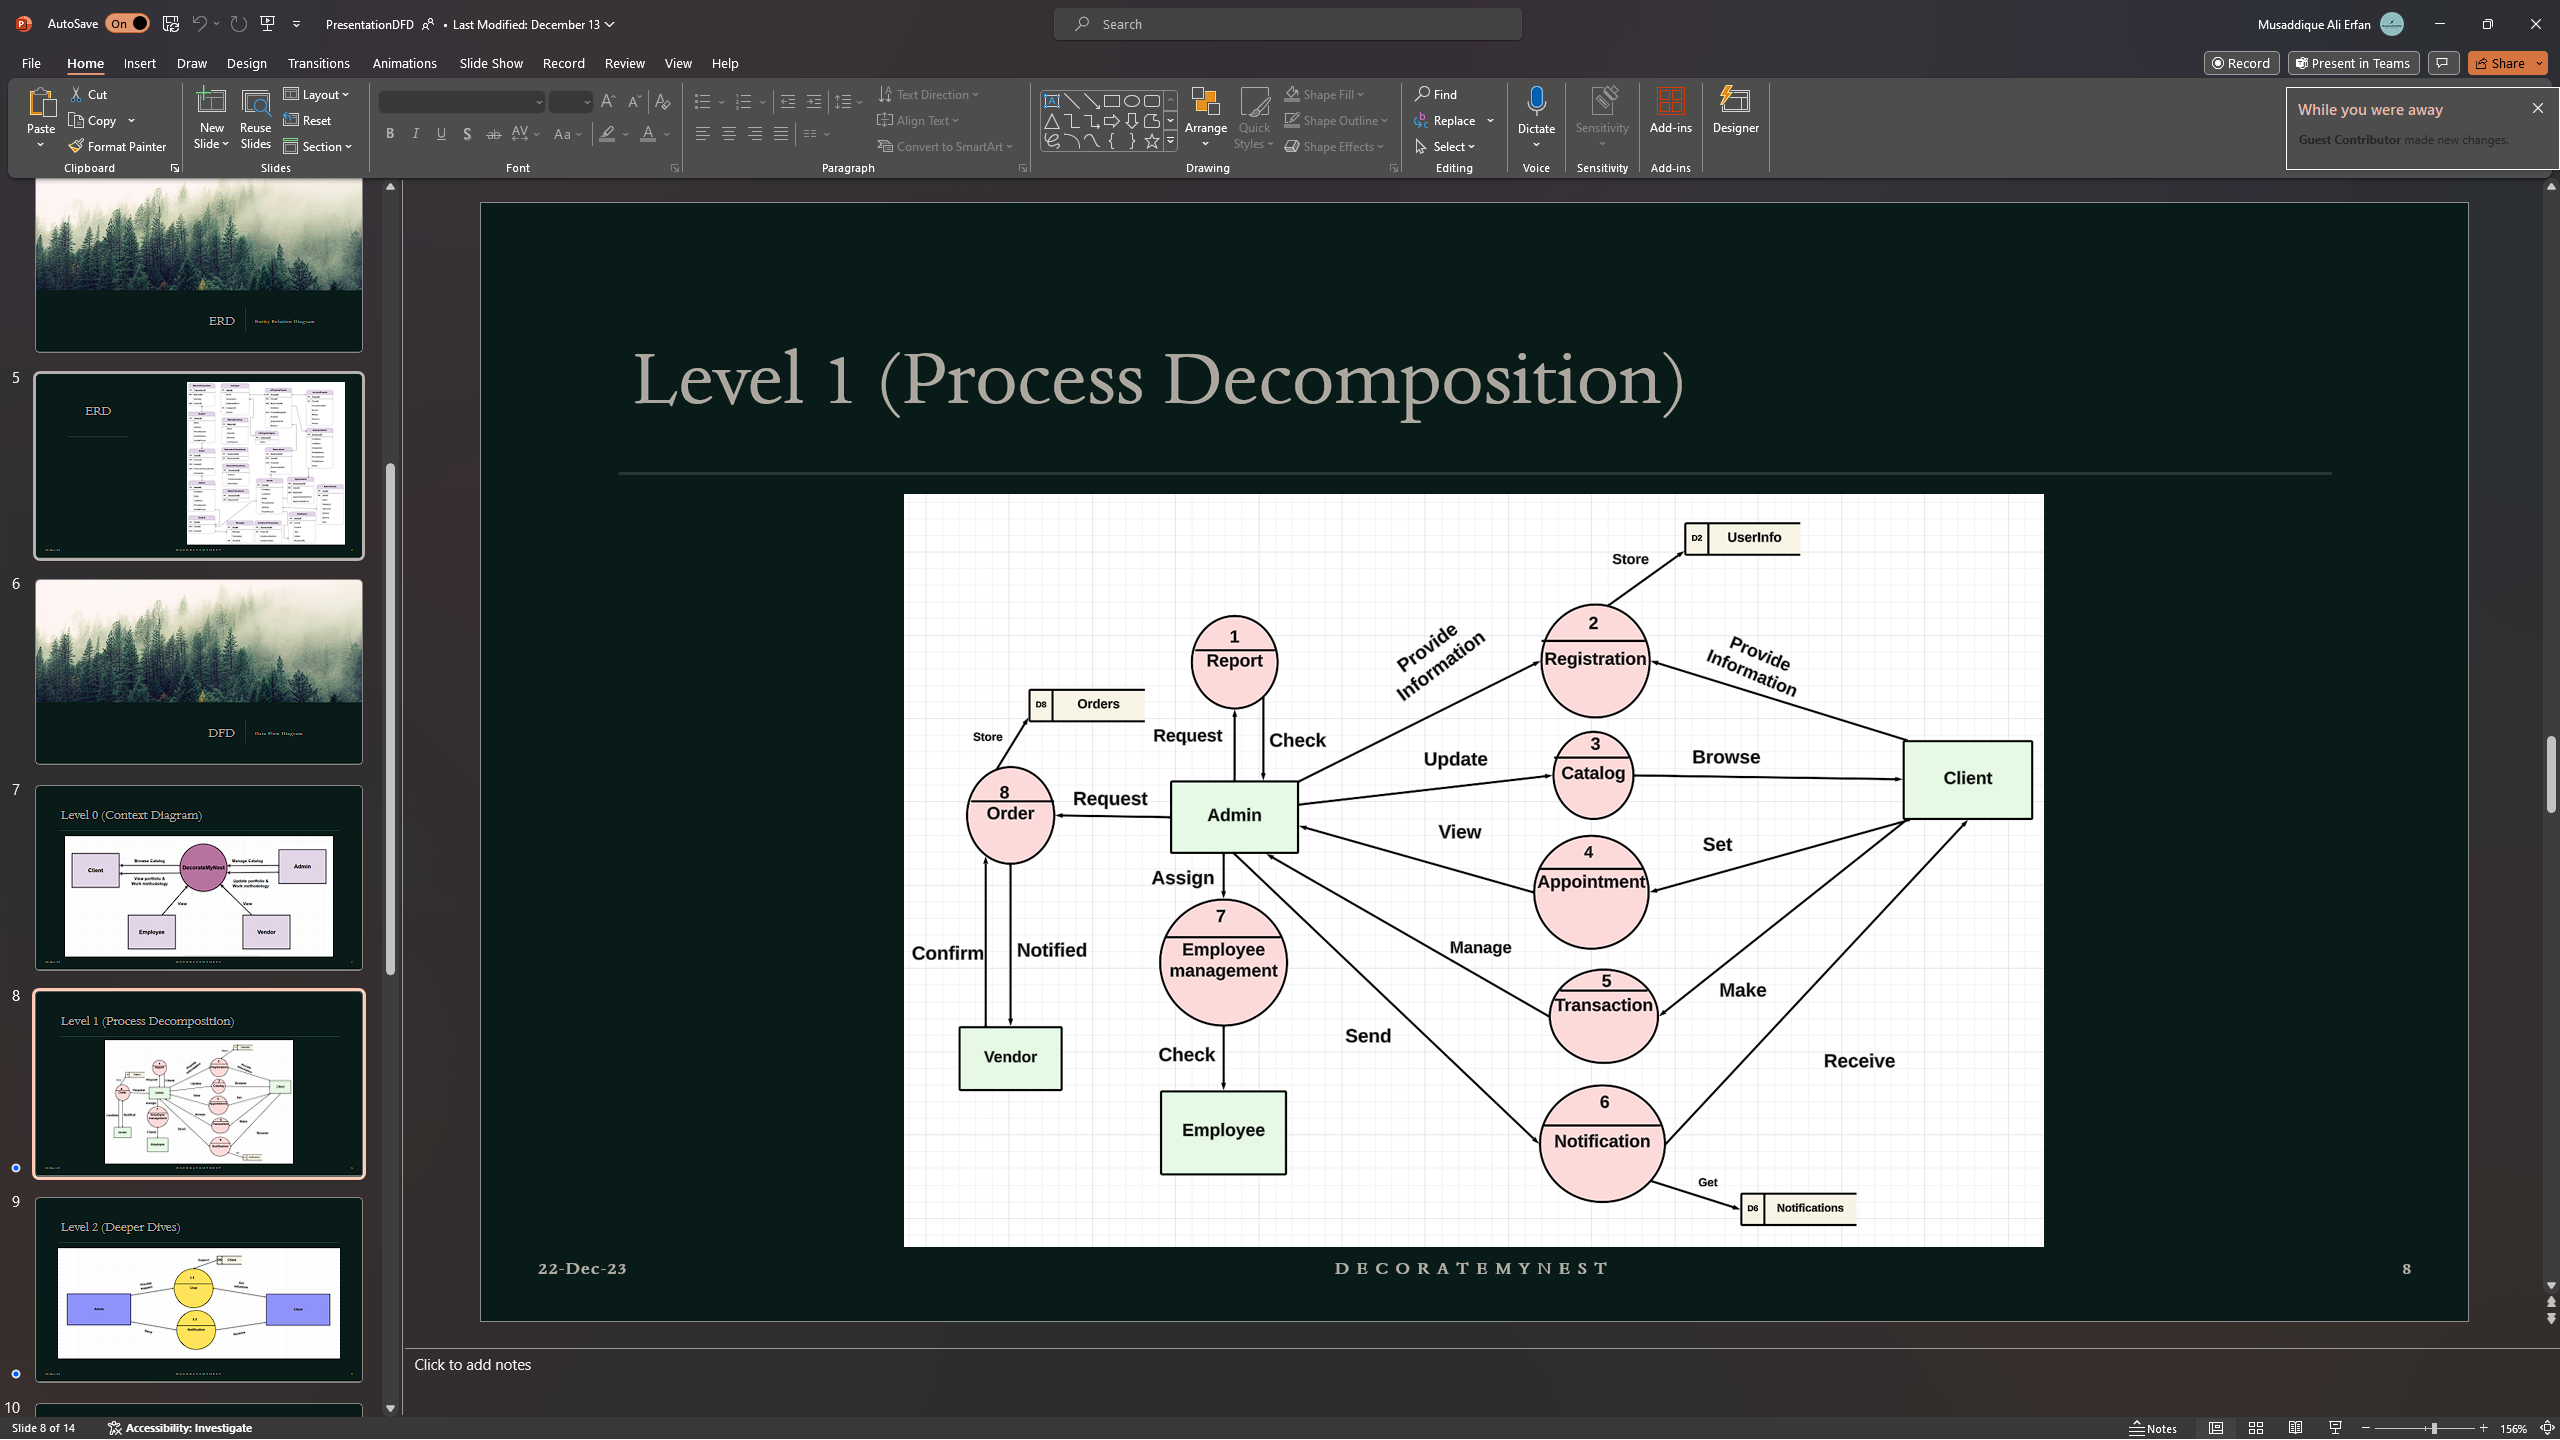 AutoSave On PresentationDFD • Last Modified: December 13 Search Musaddique Ali Erfan
File Home Insert Draw Design Transitions Animations Slide Show Record Review View Help Record Present in Teams Share
Paste Cut Copy Format Painter Clipboard
New Slide Reuse Slides Layout Reset Section Slides
B I U S ab AV Aa A Font
Text Direction Align Text Convert to SmartArt Paragraph
Arrange Quick Styles Shape Fill Shape Outline Shape Effects Drawing
Find Replace Select Editing
Dictate Voice
Sensitivity Sensitivity
Add-ins Add-ins
Designer
While you were away
Guest Contributor made new changes.
ERD Entity Relation Diagram
5
ERD
6
DFD Data Flow Diagram
7
Level 0 (Context Diagram)
Client
Browse Catalog
View portfolio &
Work methodology
DecorateMyNest
Manage Catalog
Update portfolio &
Work methodology
Admin
View
View
Employee
Vendor
8
Level 1 (Process Decomposition)
9
Level 2 (Deeper Dives)
10
Level 1 (Process Decomposition)
D2 UserInfo
Store
1
Report
2
Registration
Provide
Information
Provide
Information
D8 Orders
Store
Request
Check
3
Catalog
Update
Browse
Client
8
Order
Request
Admin
View
Set
4
Appointment
Assign
7
Employee
management
Confirm
Notified
Manage
5
Transaction
Make
Send
Vendor
Check
Receive
6
Notification
Employee
Get
D6 Notifications
22-Dec-23
DECORATEMYNEST
8
Click to add notes
Slide 8 of 14 Accessibility: Investigate Notes 156%